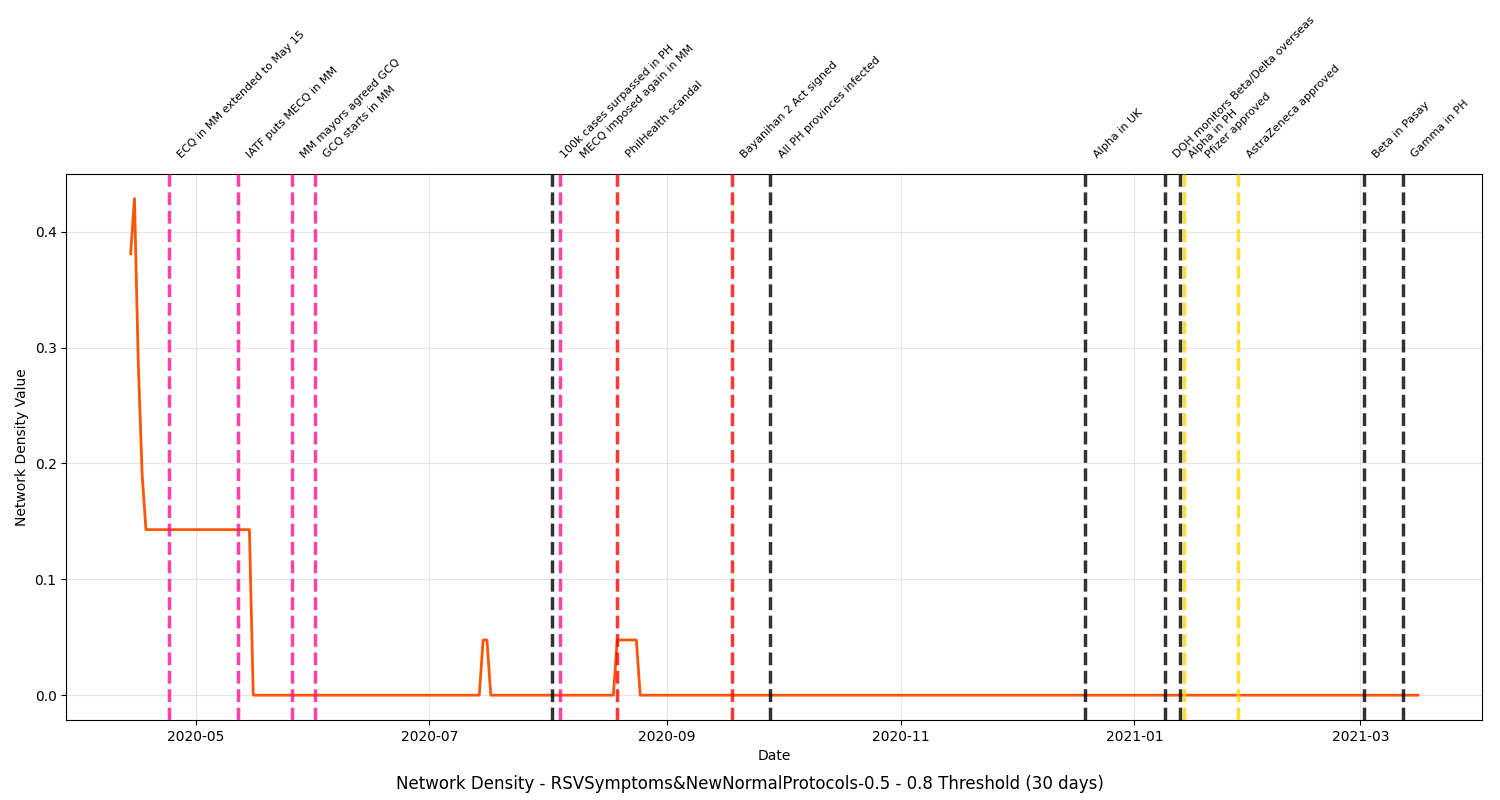 ECQ in MM extended to May 15
IATF puts MECQ in MM
MM mayors agreed GCQ
GCQ starts in MM
100k cases surpassed in PH
MECQ imposed again in MM
PhilHealth scandal
Bayanihan 2 Act signed
All PH provinces infected
Alpha in UK
DOH monitors Beta/Delta overseas
Alpha in PH
Pfizer approved
AstraZeneca approved
Beta in Pasay
Gamma in PH
Network Density Value
0.4
0.3
0.2
0.1
0.0
2020-05
2020-07
2020-09
2020-11
2021-01
2021-03
Date
Network Density - RSVSymptoms&NewNormalProtocols-0.5 - 0.8 Threshold (30 days)